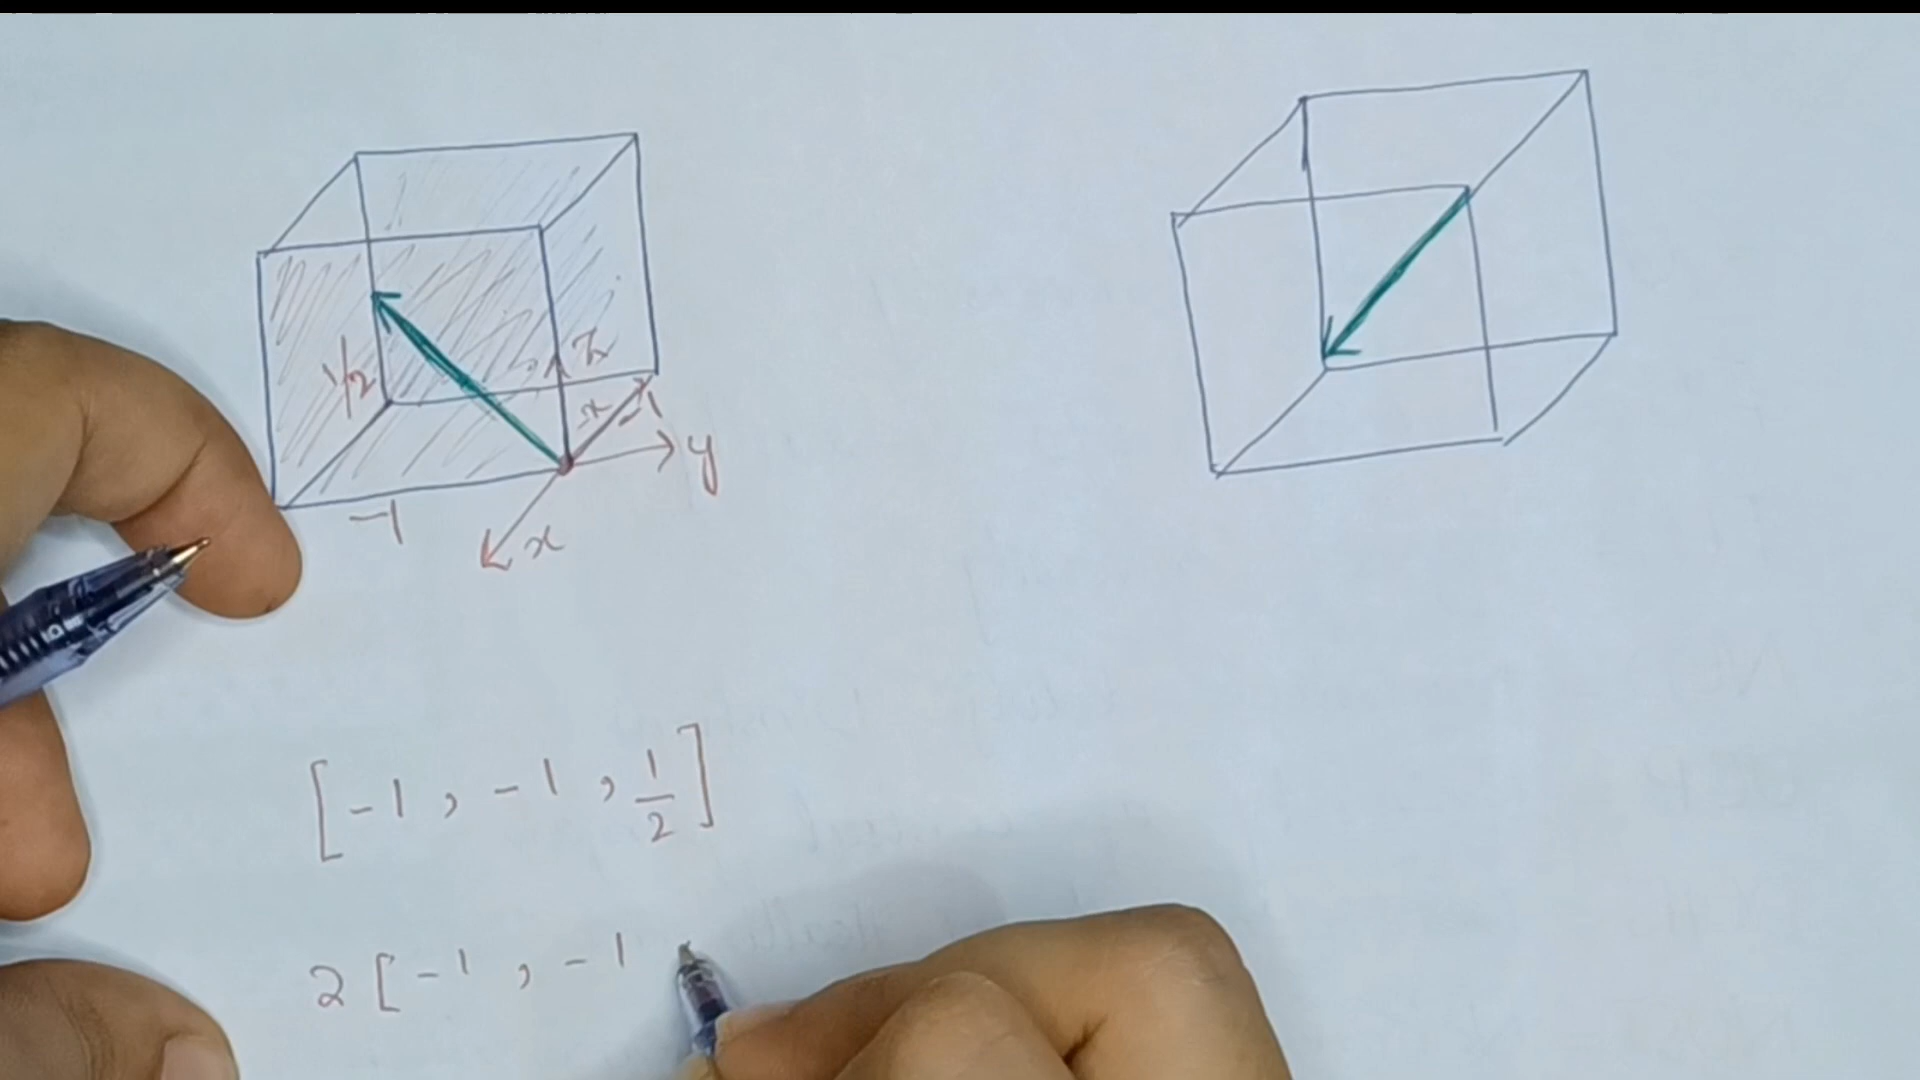 z
1/2
x -1
y
-1
x
[-1, -1, 1/2]
2 [-1, -1